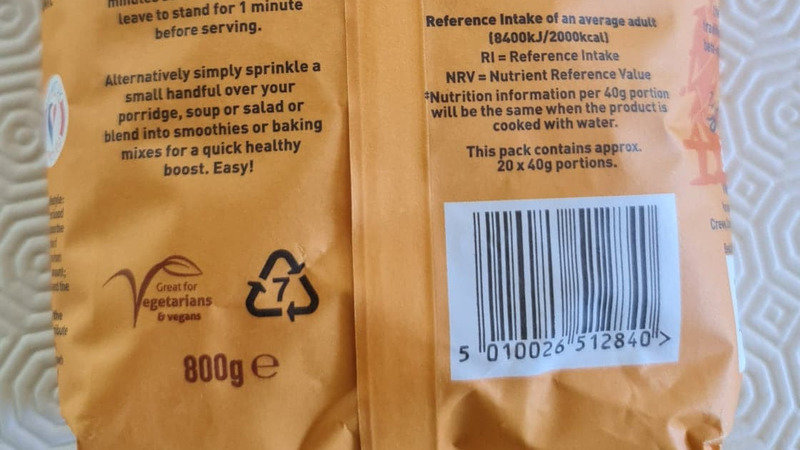 leave to stand for 1 minute
before serving.
Alternatively simply sprinkle a
small handful over your
porridge, soup or salad or
blend into smoothies or baking
mixes for a quick healthy
boost. Easy!
Great for
Vegetarians
& vegans
7
800g e
Reference Intake of an average adult
(8400kJ/2000kcal)
RI = Reference Intake
NRV = Nutrient Reference Value
‡Nutrition information per 40g portion
will be the same when the product is
cooked with water.
This pack contains approx.
20 x 40g portions.
5 010026 512840 >